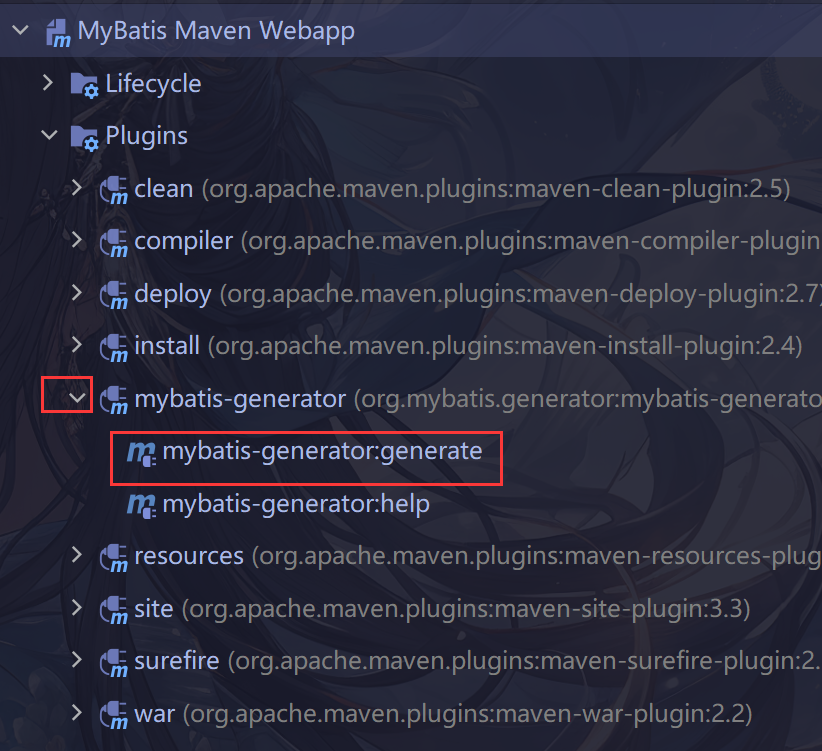 MyBatis Maven Webapp
Lifecycle
Plugins
clean (org.apache.maven.plugins:maven-clean-plugin:2.5)
compiler (org.apache.maven.plugins:maven-compiler-plugin
deploy (org.apache.maven.plugins:maven-deploy-plugin:2.7)
install (org.apache.maven.plugins:maven-install-plugin:2.4)
mybatis-generator (org.mybatis.generator:mybatis-generato
mybatis-generator:generate
mybatis-generator:help
resources (org.apache.maven.plugins:maven-resources-plug
site (org.apache.maven.plugins:maven-site-plugin:3.3)
surefire (org.apache.maven.plugins:maven-surefire-plugin:2.
war (org.apache.maven.plugins:maven-war-plugin:2.2)